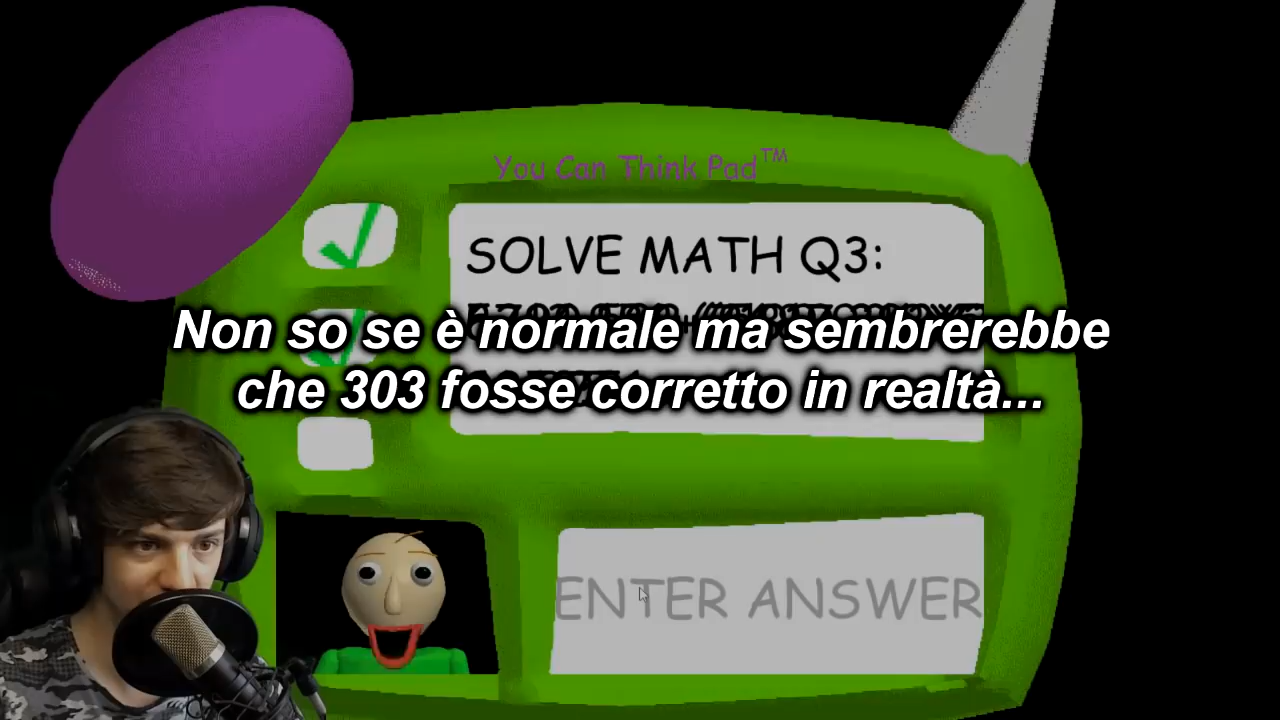 You Can Think Pad™
SOLVE MATH Q3:
Non so se è normale ma sembrerebbe
che 303 fosse corretto in realtà...
ENTER ANSWER